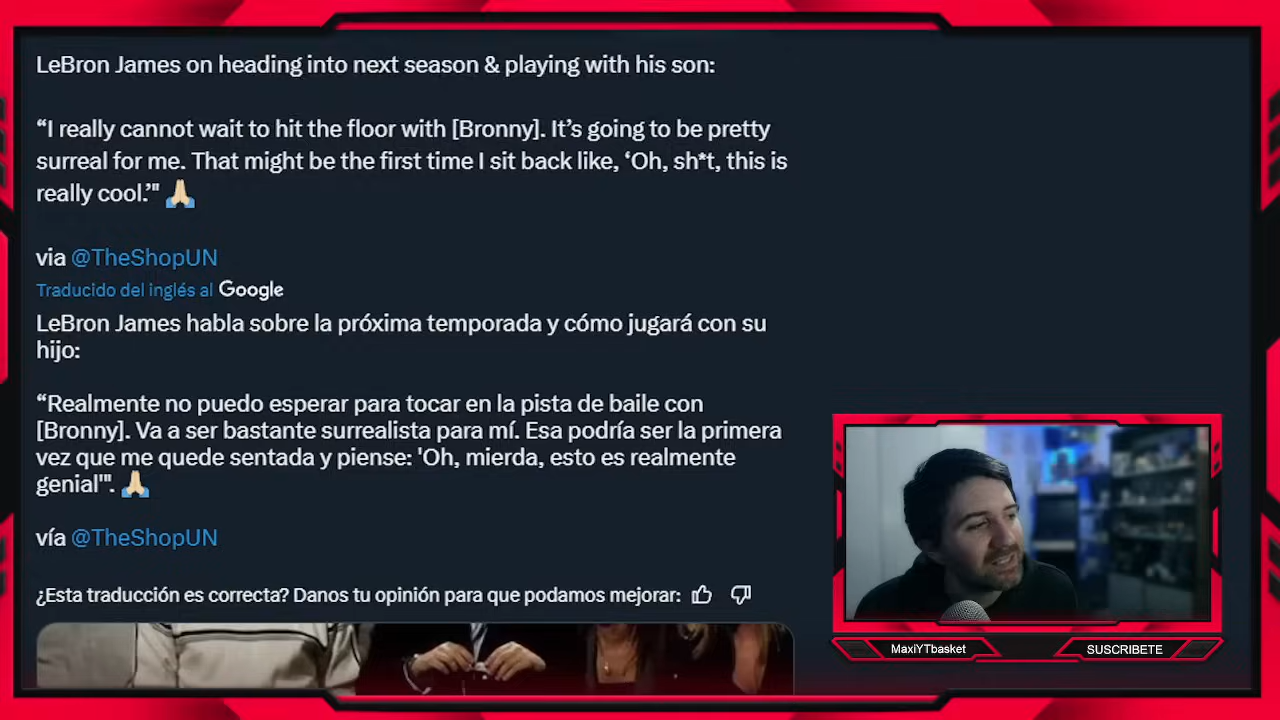 LeBron James on heading into next season & playing with his son:
“I really cannot wait to hit the floor with [Bronny]. It’s going to be pretty
surreal for me. That might be the first time I sit back like, ‘Oh, sh*t, this is
really cool.’" 🙏🏻
via @TheShopUN
Traducido del inglés al Google
LeBron James habla sobre la próxima temporada y cómo jugará con su
hijo:
“Realmente no puedo esperar para tocar en la pista de baile con
[Bronny]. Va a ser bastante surrealista para mí. Esa podría ser la primera
vez que me quede sentada y piense: 'Oh, mierda, esto es realmente
genial'". 🙏🏻
vía @TheShopUN
¿Esta traducción es correcta? Danos tu opinión para que podamos mejorar:
MaxiYTbasket
SUSCRIBETE